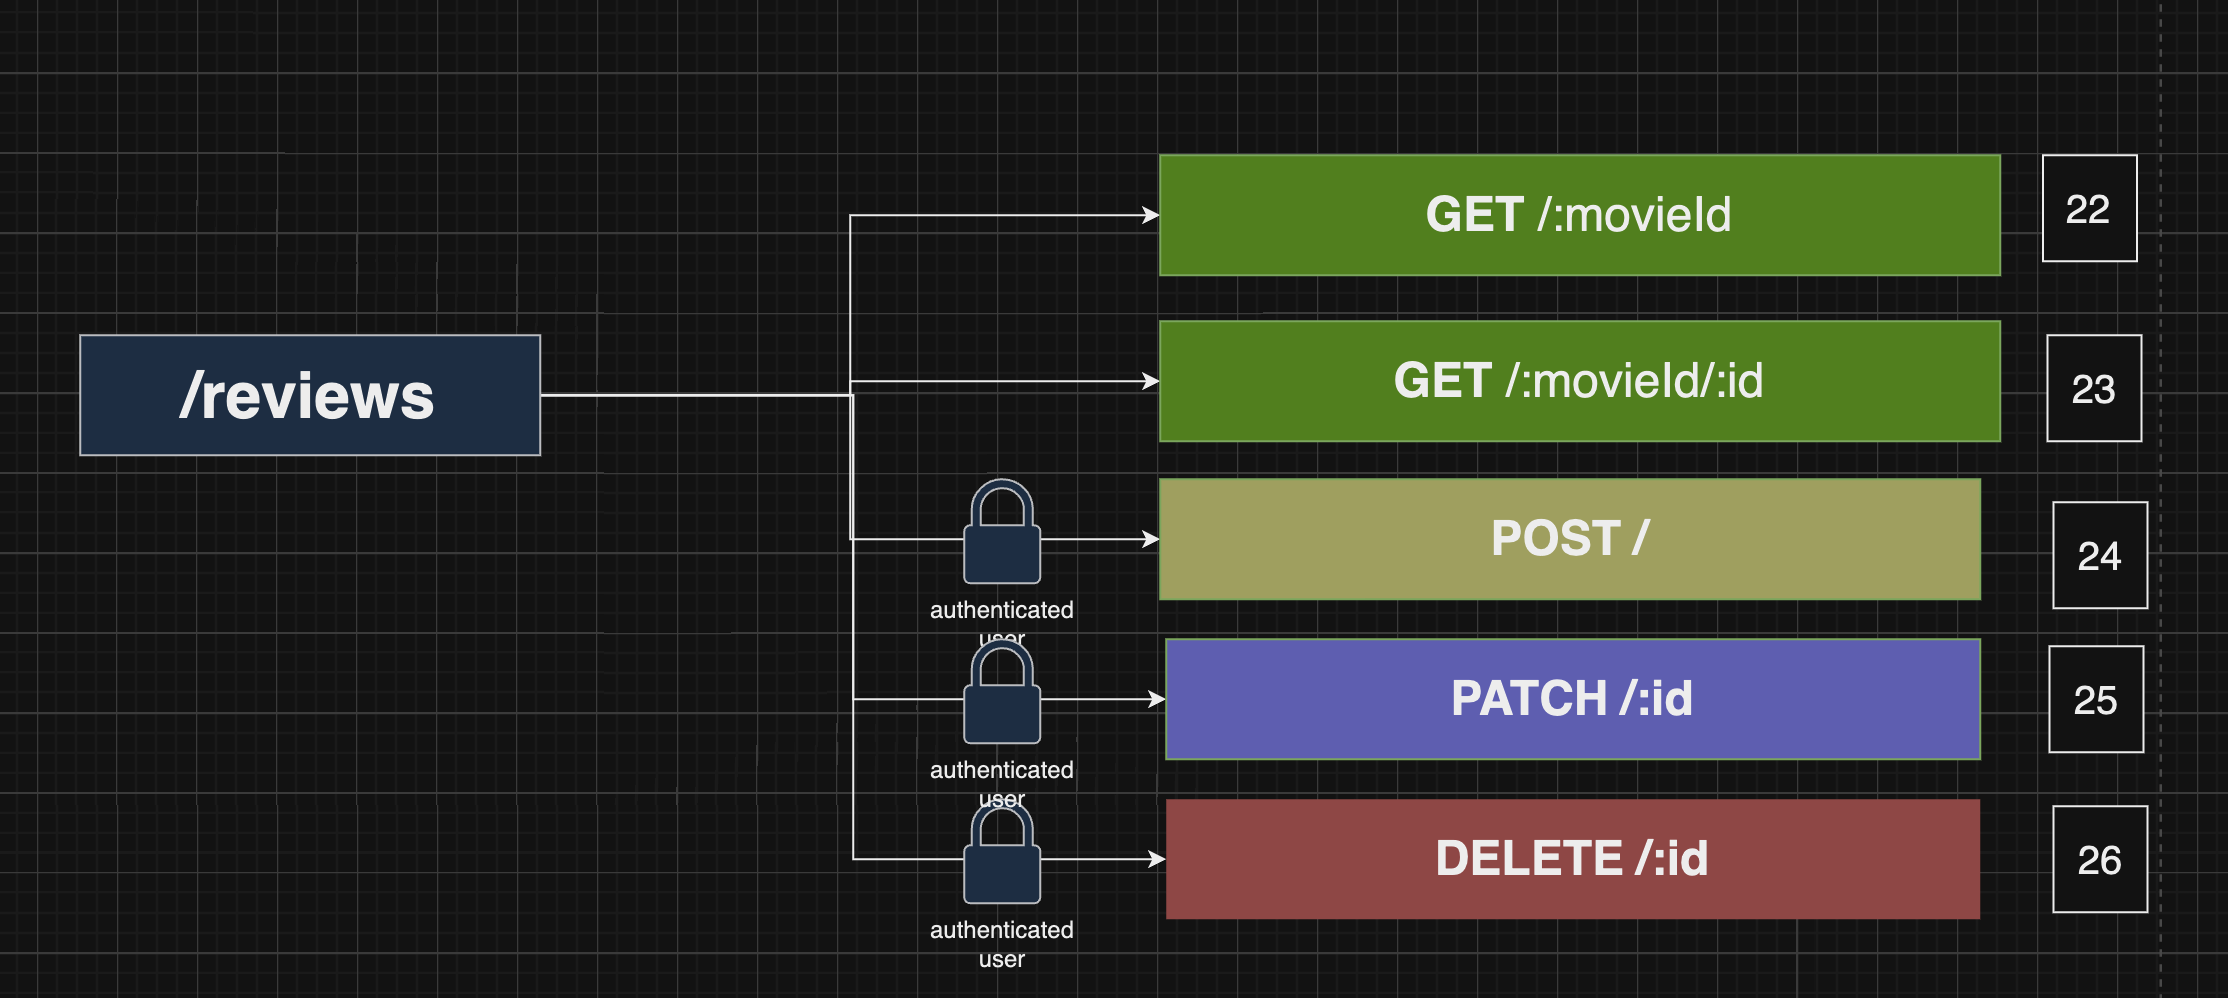 /reviews
GET /:movieId
22
GET /:movieId/:id
23
POST /
24
authenticated
user
PATCH /:id
25
authenticated
user
DELETE /:id
26
authenticated
user